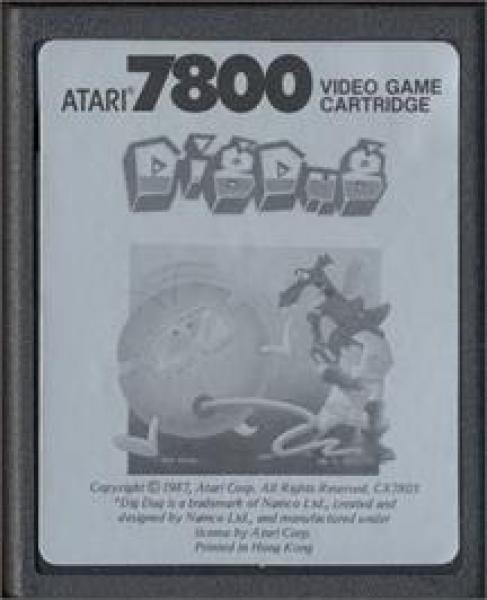 ATARI® 7800 VIDEO GAME
CARTRIDGE
DIG DUG
Copyright © 1987, Atari Corp. All Rights Reserved. CX7803
"Dig Dug is a trademark of Namco Ltd., created and
designed by Namco Ltd., and manufactured under
license by Atari Corp.
Printed in Hong Kong